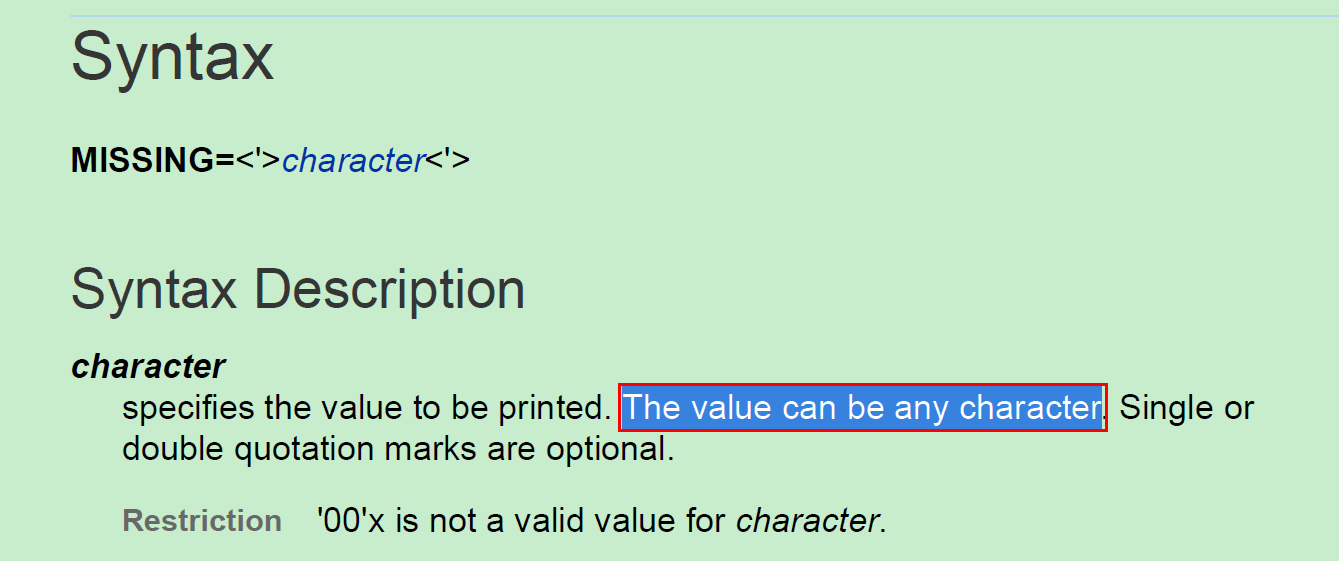 Syntax
MISSING=<'>character<'>
Syntax Description
character
specifies the value to be printed. The value can be any character. Single or
double quotation marks are optional.
Restriction '00'x is not a valid value for character.